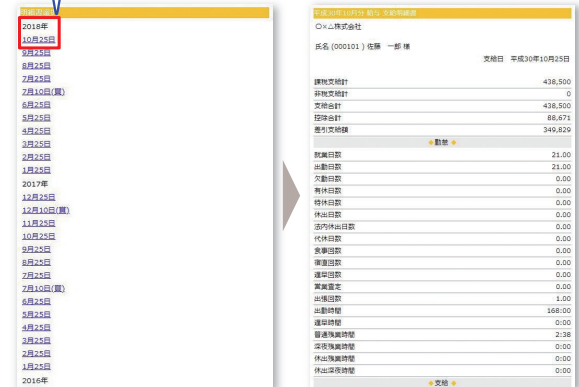 2018年
10月25日
9月25日
8月25日
7月25日
7月10日(賞)
6月25日
5月25日
4月25日
3月25日
2月25日
1月25日
2017年
12月25日
12月10日(賞)
11月25日
10月25日
9月25日
8月25日
7月25日
7月10日(賞)
6月25日
5月25日
4月25日
3月25日
2月25日
1月25日
2016年
平成30年10月分 給与 支給明細書
○×△株式会社
氏名 (000101 ) 佐藤 一郎 様
支給日 平成30年10月25日
課税支給計 438,500
非税支給計 0
支給合計 438,500
控除合計 88,671
差引支給額 349,829
◆勤怠◆
就業日数 21.00
出勤日数 21.00
欠勤日数 0.00
有休日数 0.00
特休日数 0.00
休出日数 0.00
法内休出日数 0.00
代休日数 0.00
食事回数 0.00
宿直回数 0.00
遅早回数 0.00
営業査定 0.00
出張回数 1.00
出勤時間 168:00
遅早時間 0:00
普通残業時間 2:38
深夜残業時間 0:00
休出残業時間 0:00
休出深夜時間 0:00
◆支給◆